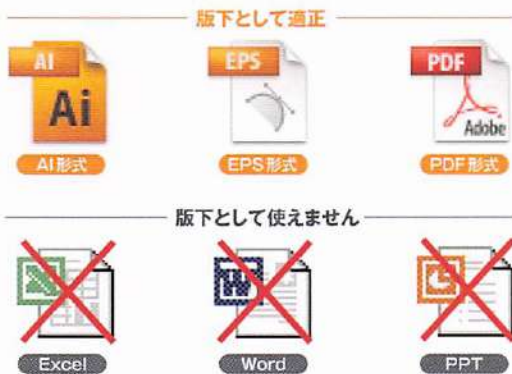 版下として適正
AI
EPS
PDF
Ai
Adobe
AI形式
EPS形式
PDF形式
版下として使えません
W
Excel
Word
PPT